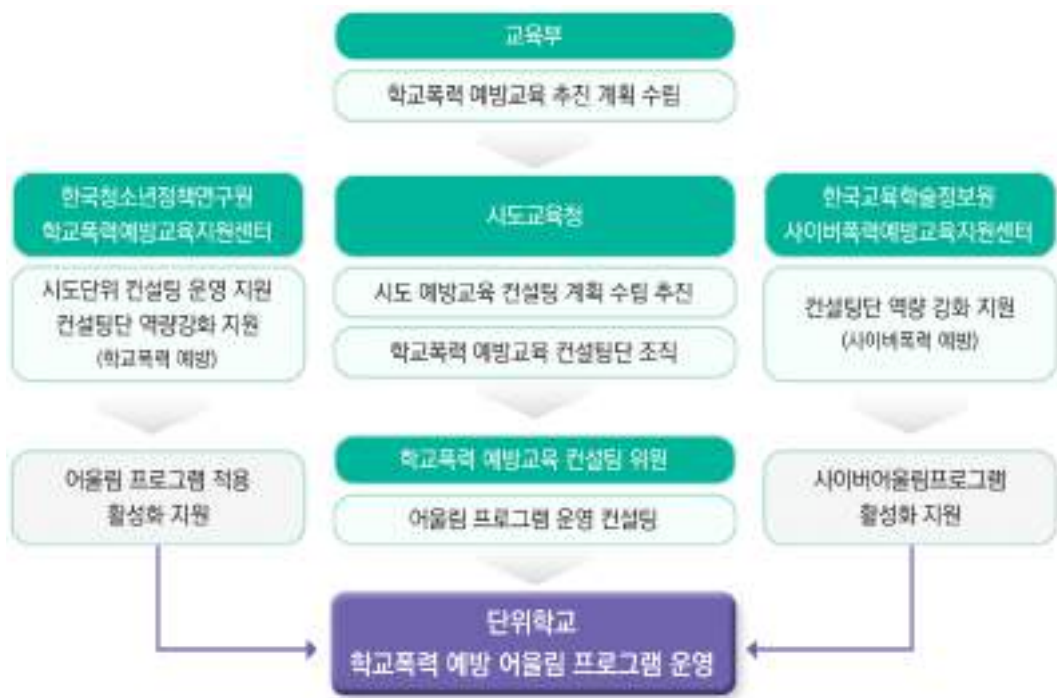 교육부
학교폭력 예방교육 추진 계획 수립
한국청소년정책연구원
학교폭력예방교육지원센터
시도단위 컨설팅 운영 지원
컨설팅단 역량강화 지원
(학교폭력 예방)
어울림 프로그램 적용
활성화 지원
시도교육청
시도 예방교육 컨설팅 계획 수립 추진
학교폭력 예방교육 컨설팅단 조직
학교폭력 예방교육 컨설팅 위원
어울림 프로그램 운영 컨설팅
한국교육학술정보원
사이버폭력예방교육지원센터
컨설팅단 역량 강화 지원
(사이버폭력 예방)
사이버어울림프로그램
활성화 지원
단위학교
학교폭력 예방 어울림 프로그램 운영